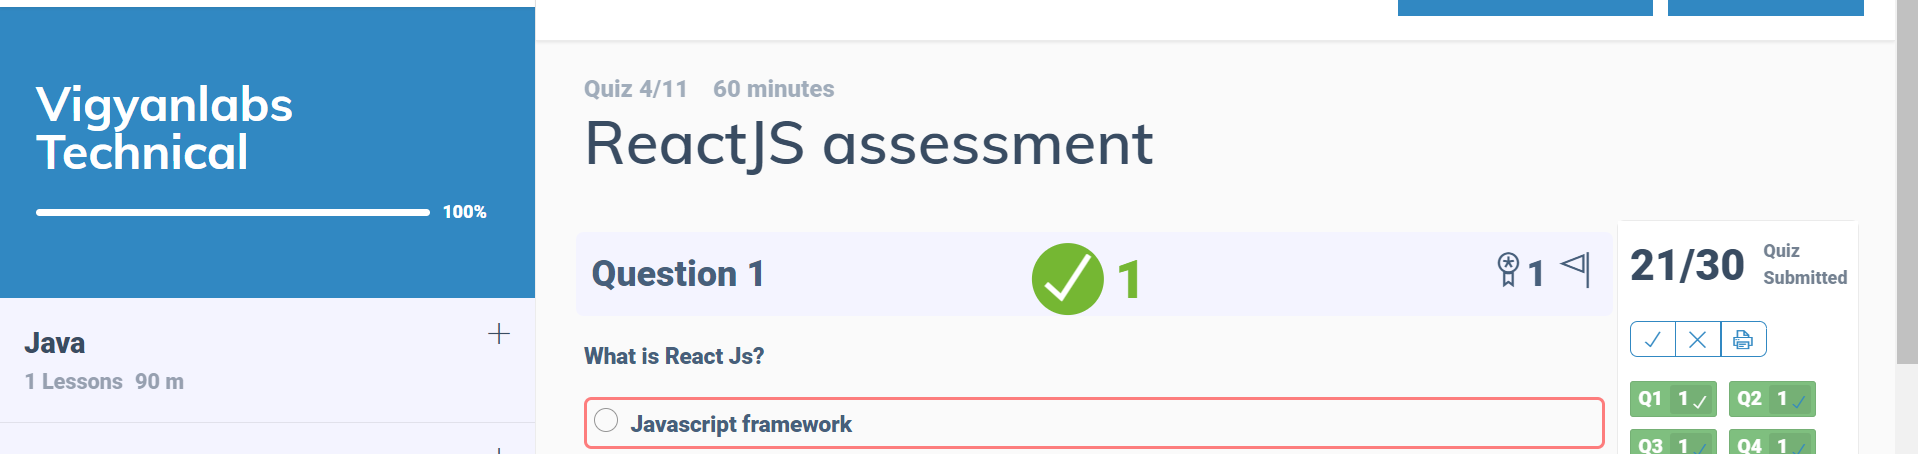 Vigyanlabs
Technical
100%
Java
1 Lessons 90 m
Quiz 4/11 60 minutes
ReactJS assessment
Question 1
1
1
What is React Js?
Javascript framework
21/30
Quiz
Submitted
Q1 1
Q2 1
Q3 1
Q4 1